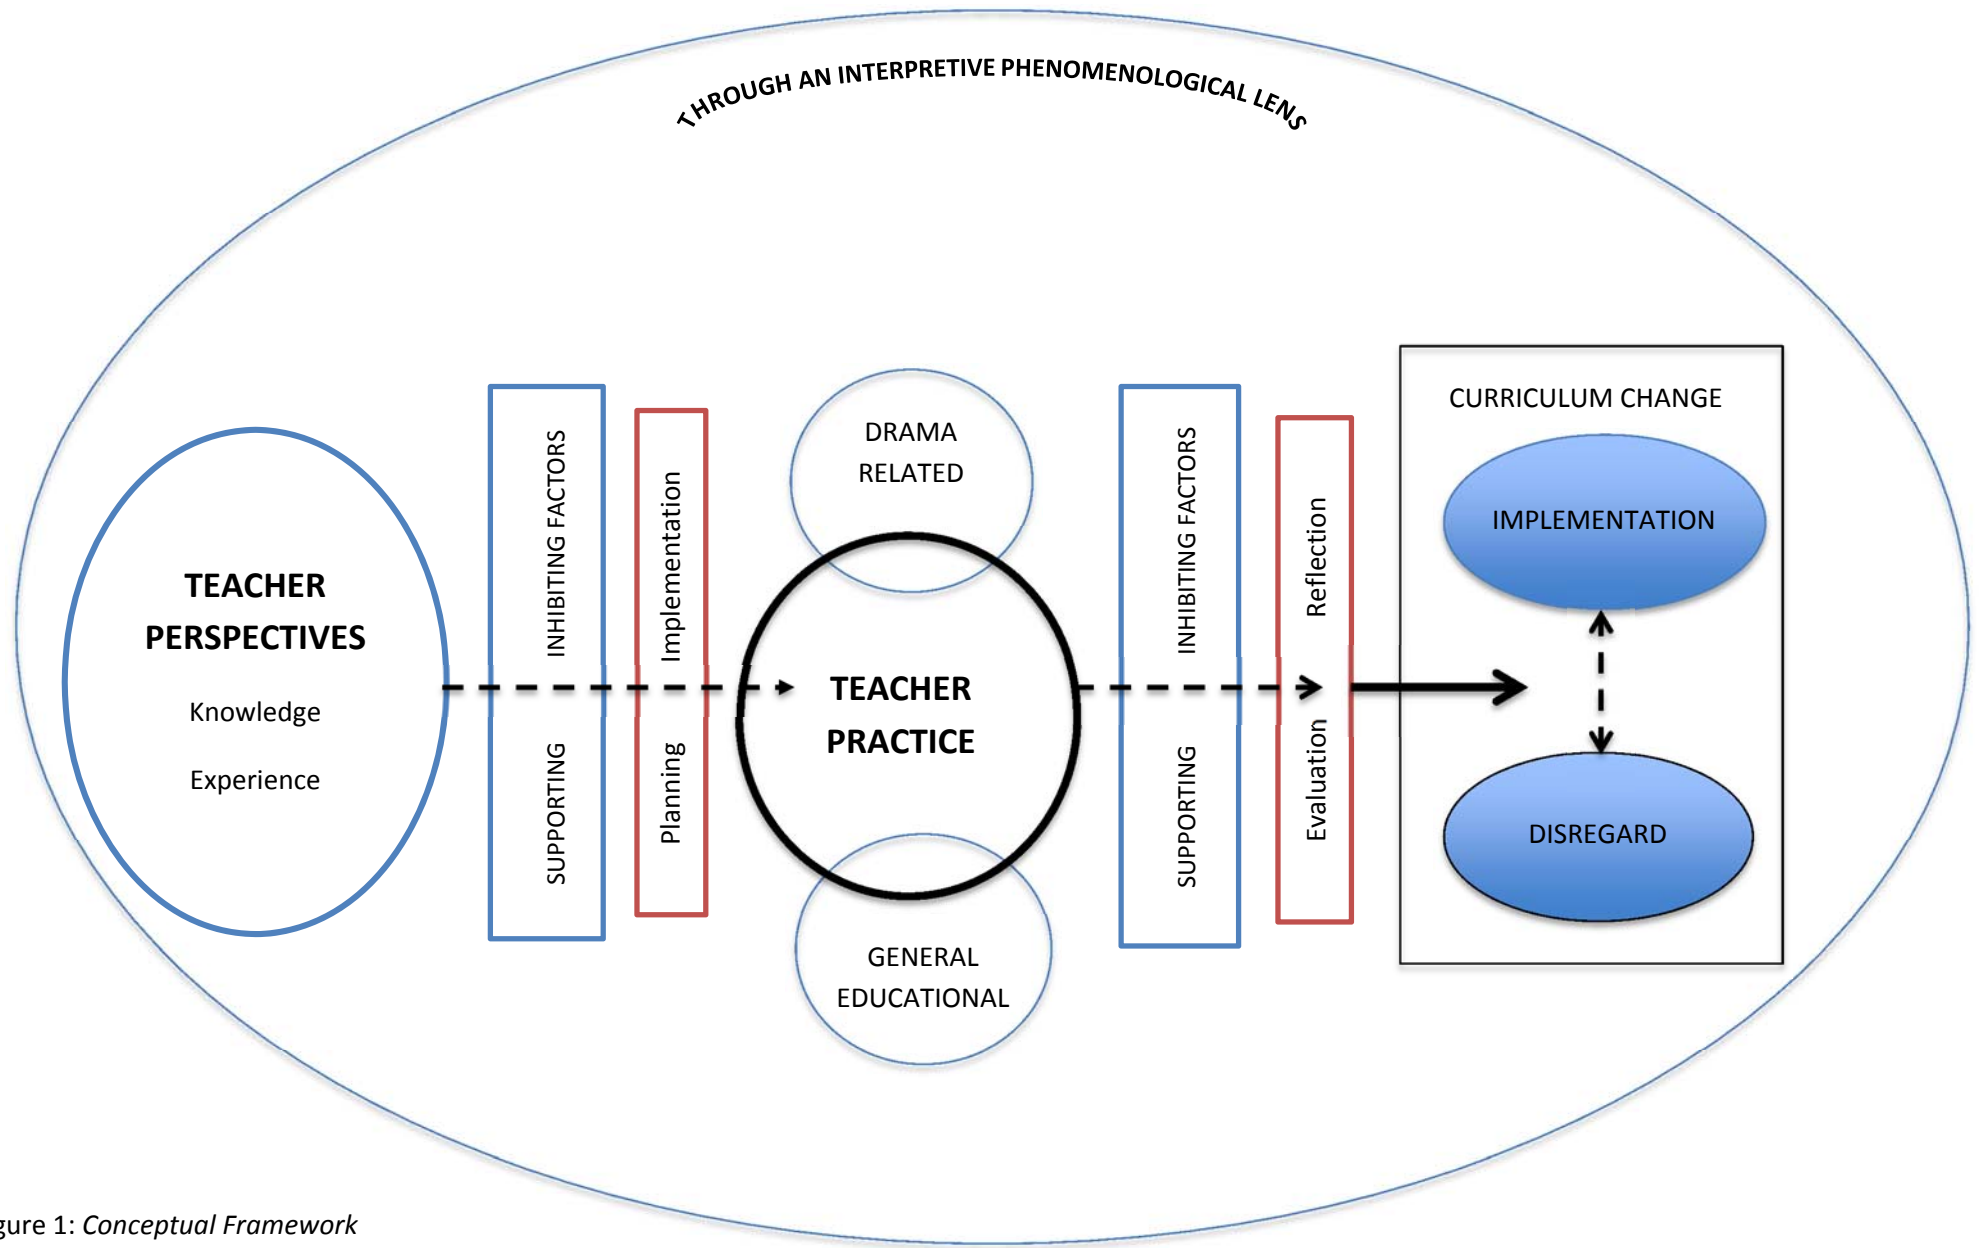 THROUGH AN INTERPRETIVE PHENOMENOLOGICAL LENS
TEACHER
PERSPECTIVES
Knowledge
Experience
INHIBITING FACTORS
SUPPORTING
Implementation
Planning
DRAMA
RELATED
TEACHER
PRACTICE
GENERAL
EDUCATIONAL
INHIBITING FACTORS
SUPPORTING
Reflection
Evaluation
CURRICULUM CHANGE
IMPLEMENTATION
DISREGARD
gure 1: Conceptual Framework